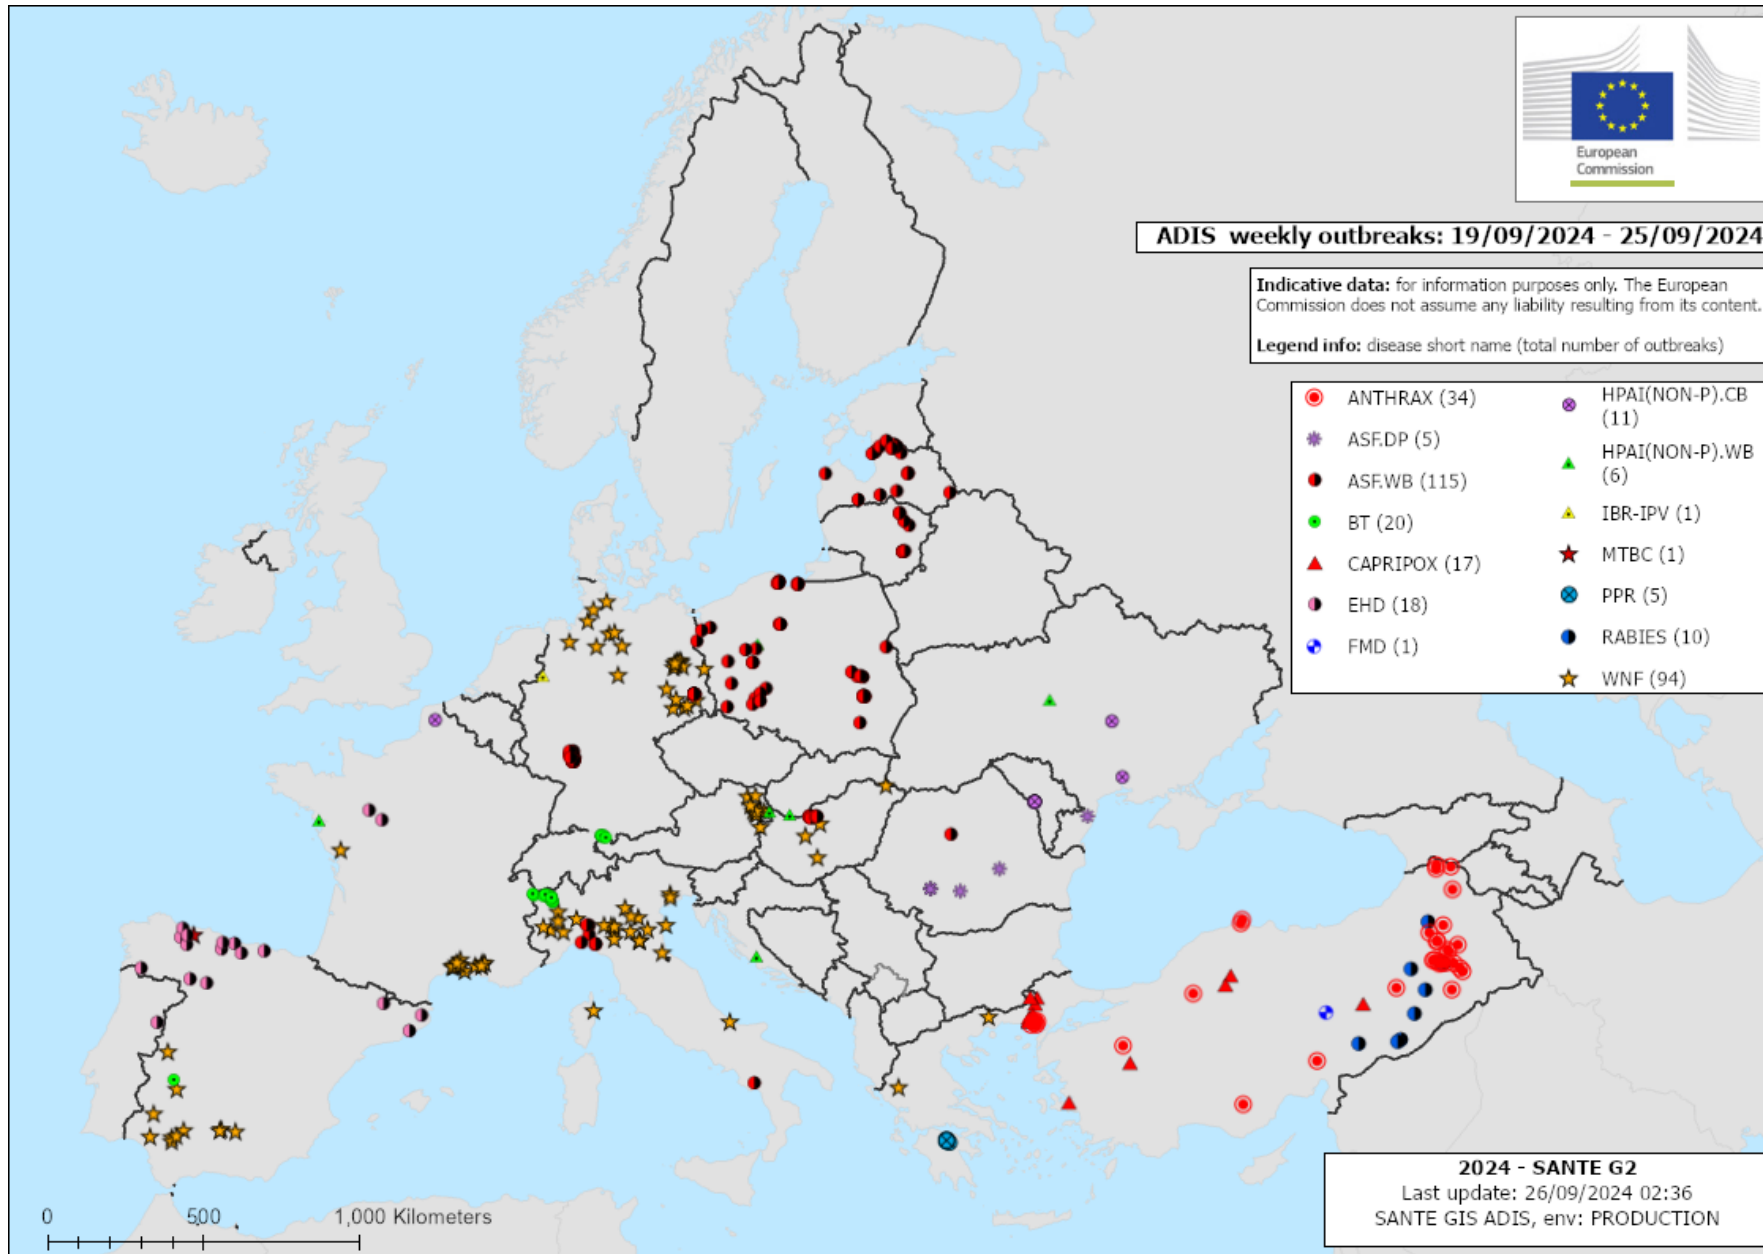 European
Commission
ADIS weekly outbreaks: 19/09/2024 - 25/09/2024
Indicative data: for information purposes only. The European
Commission does not assume any liability resulting from its content.
Legend info: disease short name (total number of outbreaks)
ANTHRAX (34)
ASF.DP (5)
ASF.WB (115)
BT (20)
CAPRIPOX (17)
EHD (18)
FMD (1)
HPAI(NON-P).CB
(11)
HPAI(NON-P).WB
(6)
IBR-IPV (1)
MTBC (1)
PPR (5)
RABIES (10)
WNF (94)
2024 - SANTE G2
Last update: 26/09/2024 02:36
SANTE GIS ADIS, env: PRODUCTION
0 500 1,000 Kilometers